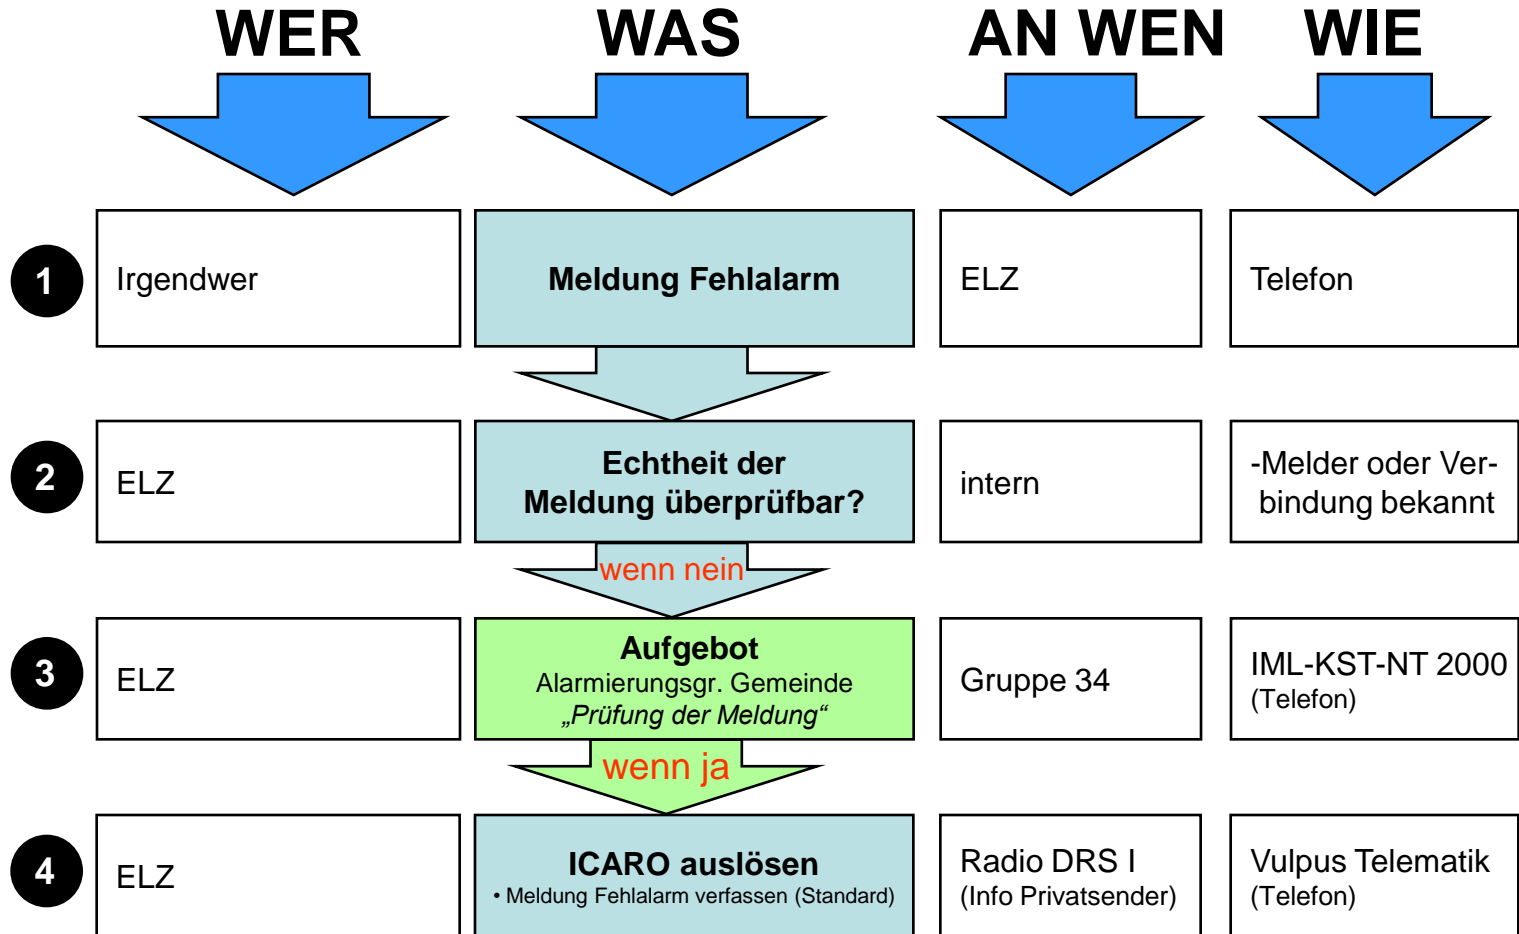 WER WAS AN WEN WIE
1 Irgendwer Meldung Fehlalarm ELZ Telefon
2 ELZ
Echtheit der
Meldung überprüfbar?
intern
-Melder oder Ver-
bindung bekannt
wenn nein
3 ELZ
Aufgebot
Alarmierungsgr. Gemeinde
„Prüfung der Meldung“
Gruppe 34
IML-KST-NT 2000
(Telefon)
wenn ja
4 ELZ
ICARO auslösen
• Meldung Fehlalarm verfassen (Standard)
Radio DRS I
(Info Privatsender)
Vulpus Telematik
(Telefon)